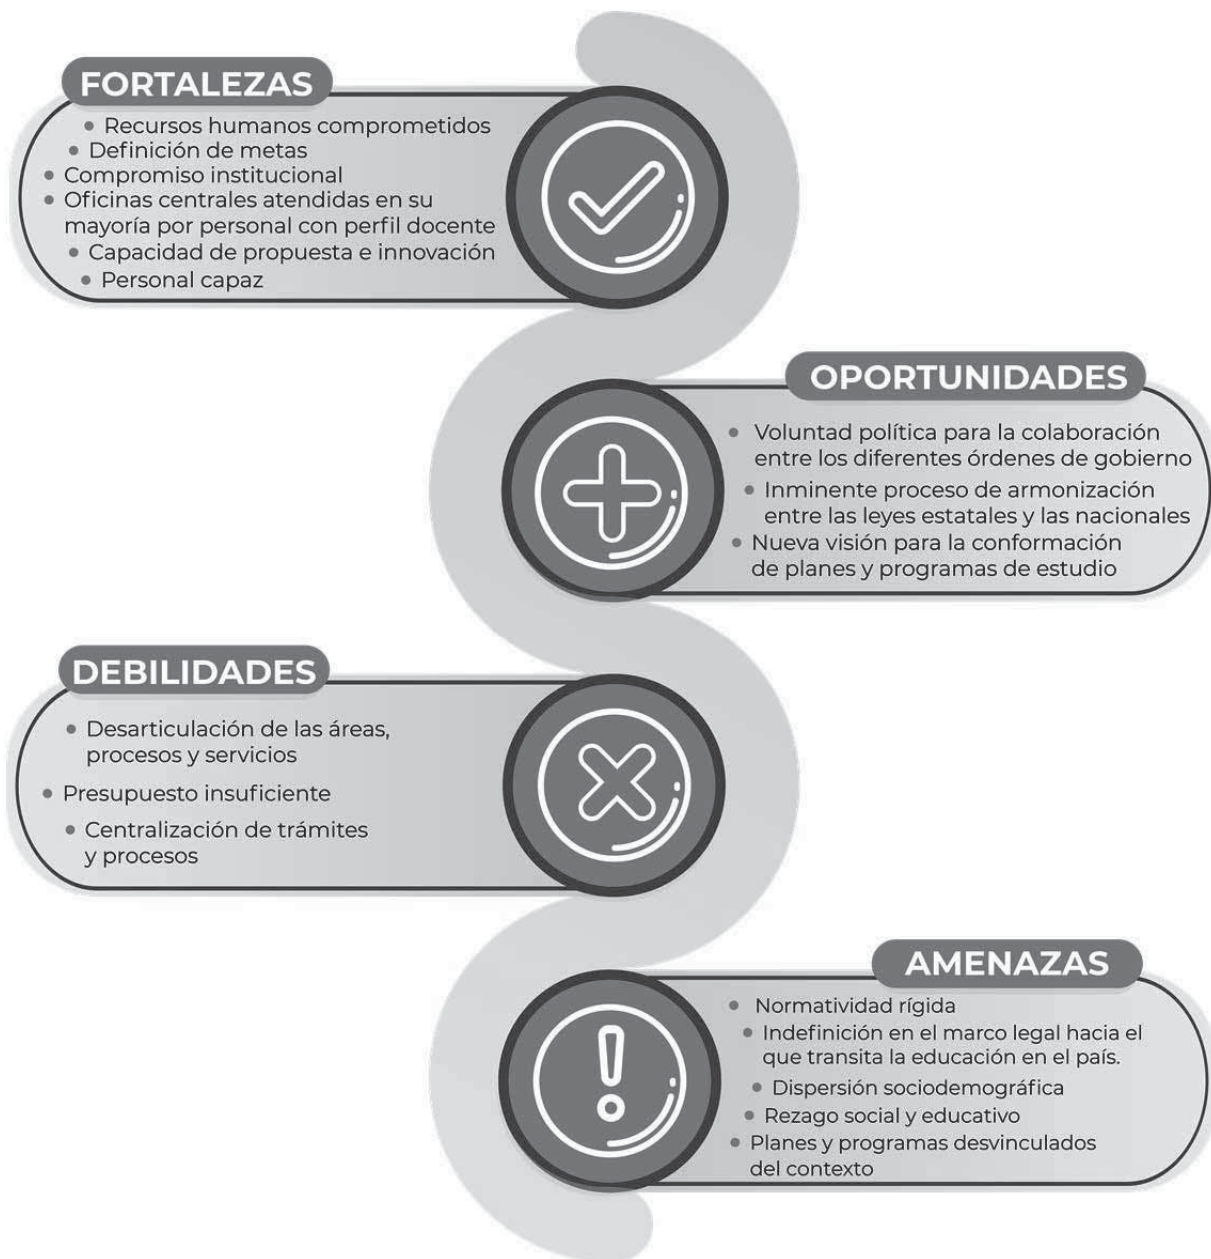 FORTALEZAS
• Recursos humanos comprometidos
• Definición de metas
• Compromiso institucional
• Oficinas centrales atendidas en su
mayoría por personal con perfil docente
• Capacidad de propuesta e innovación
• Personal capaz
OPORTUNIDADES
• Voluntad política para la colaboración
entre los diferentes órdenes de gobierno
• Inminente proceso de armonización
entre las leyes estatales y las nacionales
• Nueva visión para la conformación
de planes y programas de estudio
DEBILIDADES
• Desarticulación de las áreas,
procesos y servicios
• Presupuesto insuficiente
• Centralización de trámites
y procesos
AMENAZAS
• Normatividad rígida
• Indefinición en el marco legal hacia el
que transita la educación en el país.
• Dispersión sociodemográfica
• Rezago social y educativo
• Planes y programas desvinculados
del contexto